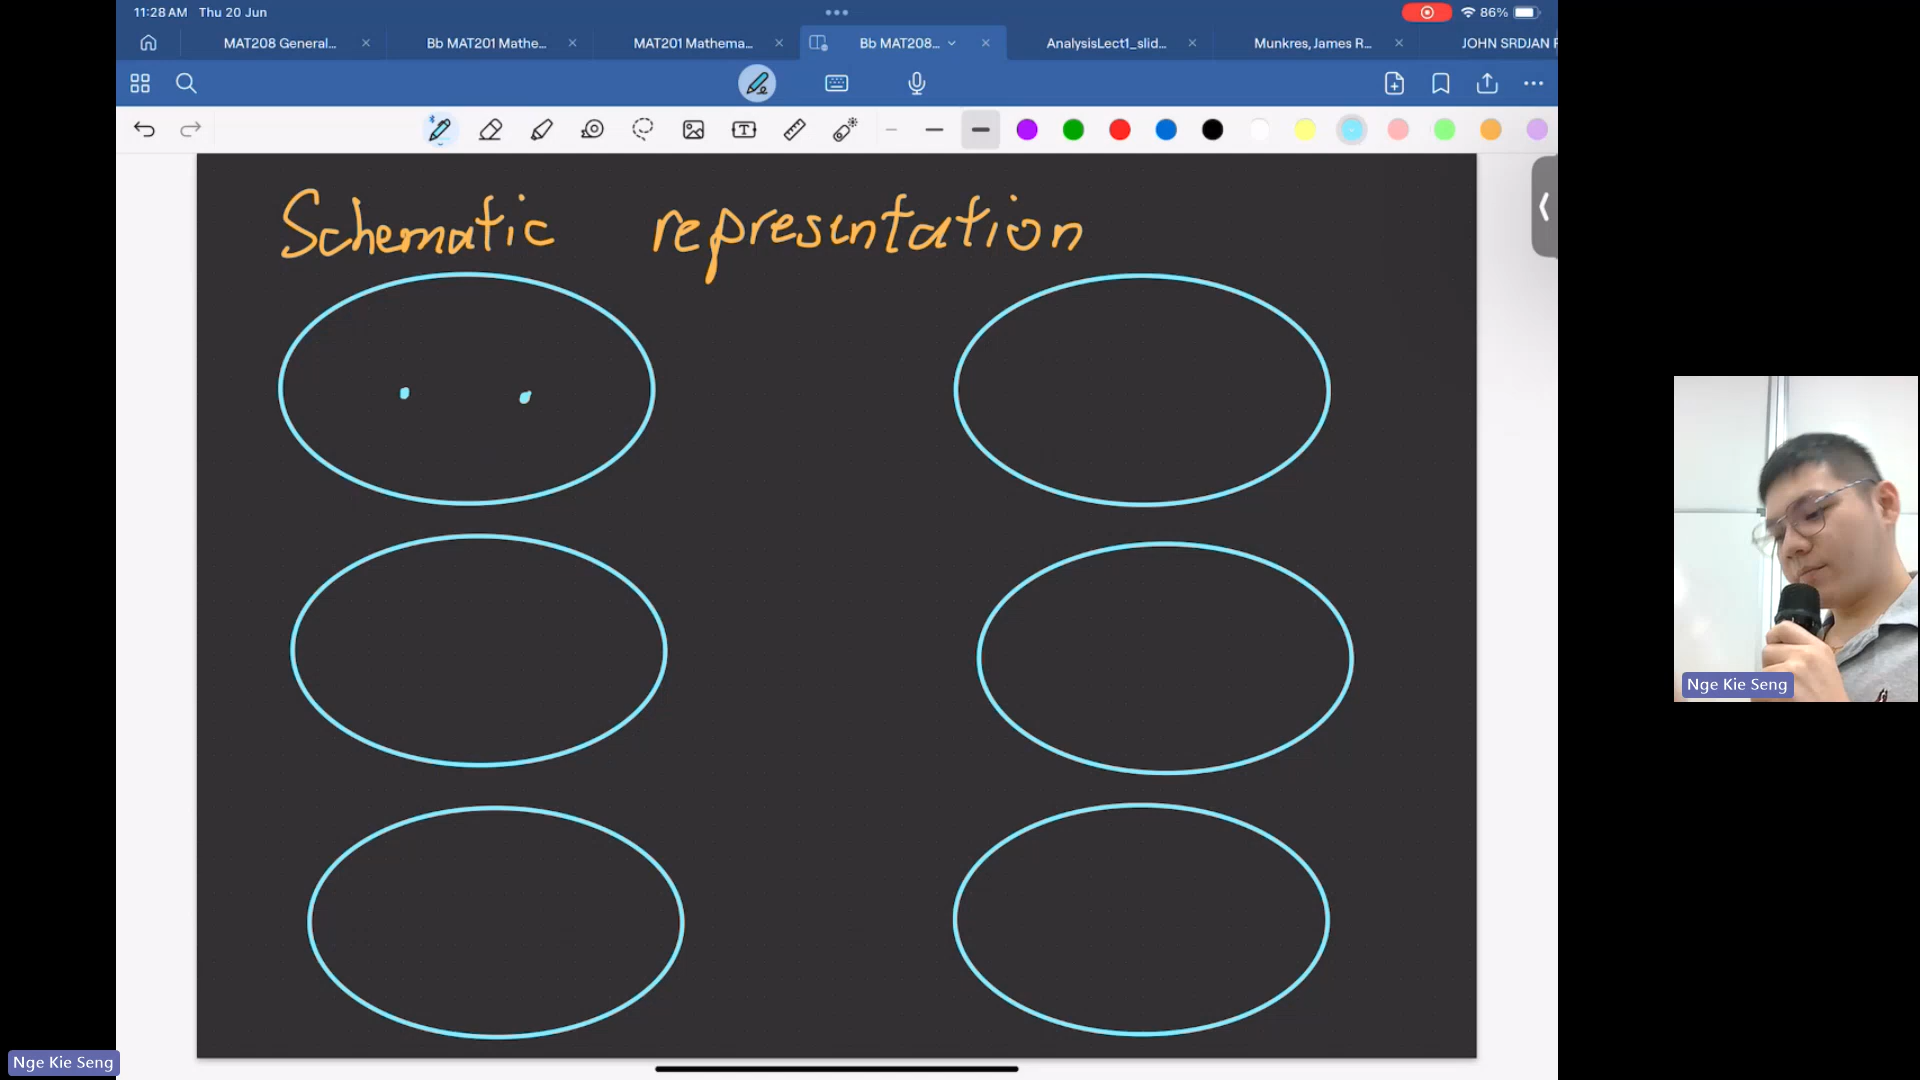 11:28 AM Thu 20 Jun
86%
MAT208 General...
Bb MAT201 Mathe...
MAT201 Mathema...
Bb MAT208...
AnalysisLect1_slid...
Munkres, James R...
JOHN SRDJAN
Schematic representation
Nge Kie Seng
Nge Kie Seng